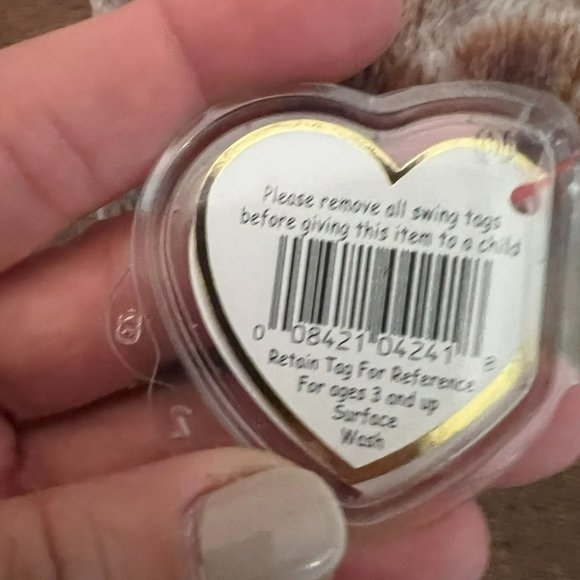 Please remove all swing tags
before giving this item to a child
0 08421 04241 8
Retain Tag For Reference
For ages 3 and up
Surface
Wash